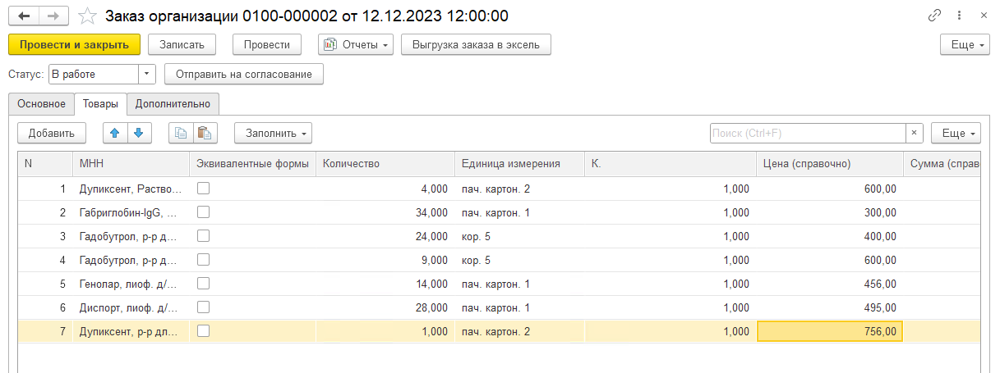 Заказ организации 0100-000002 от 12.12.2023 12:00:00
Провести и закрыть Записать Провести Отчеты Выгрузка заказа в эксель Еще
Статус: В работе Отправить на согласование
Основное Товары Дополнительно
Добавить Заполнить Поиск (Ctrl+F) × Еще
N МНН Эквивалентные формы Количество Единица измерения К. Цена (справочно) Сумма (справ
1 Дупиксент, Раство... 4,000 пач. картон. 2 1,000 600,00
2 Габриглобин-IgG, ... 34,000 пач. картон. 1 1,000 300,00
3 Гадобутрол, р-р д... 24,000 кор. 5 1,000 400,00
4 Гадобутрол, р-р д... 9,000 кор. 5 1,000 600,00
5 Генолар, лиоф. д/... 14,000 пач. картон. 1 1,000 456,00
6 Диспорт, лиоф. д/... 28,000 пач. картон. 1 1,000 495,00
7 Дупиксент, р-р дл... 1,000 пач. картон. 2 1,000 756,00